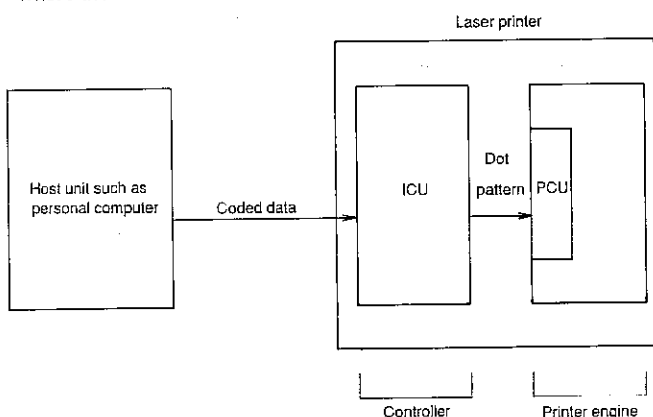 Laser printer
Host unit such as
personal computer
Coded data
ICU
Dot
pattern
PCU
Controller
Printer engine